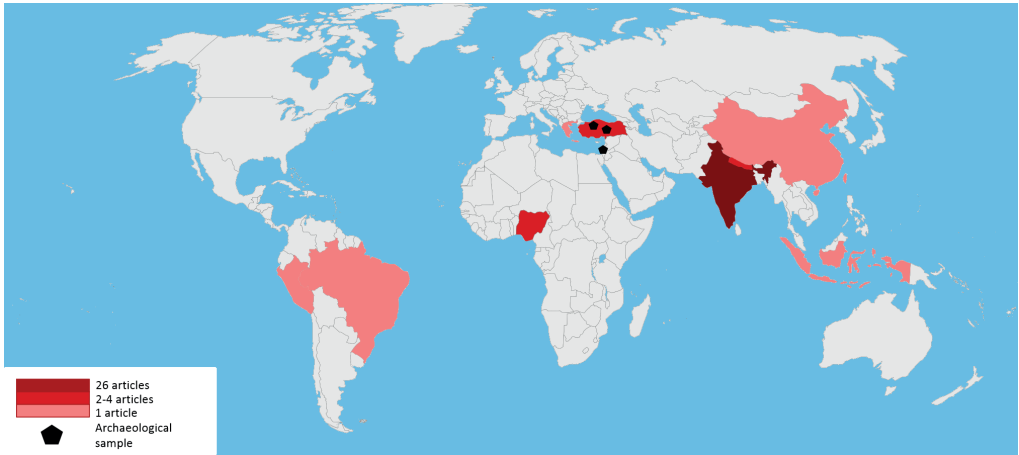 26 articles
2-4 articles
1 article
Archaeological
sample